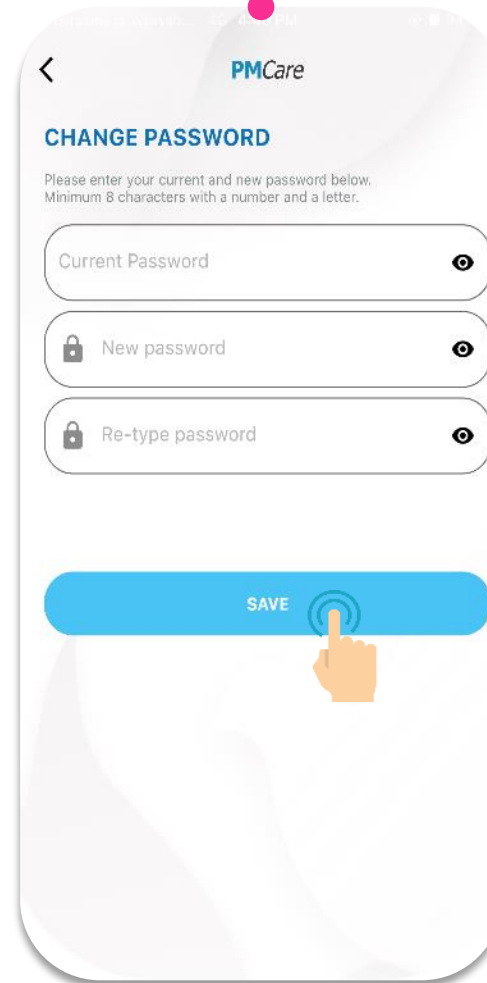 PMCare
CHANGE PASSWORD
Please enter your current and new password below.
Minimum 8 characters with a number and a letter.
Current Password
New password
Re-type password
SAVE